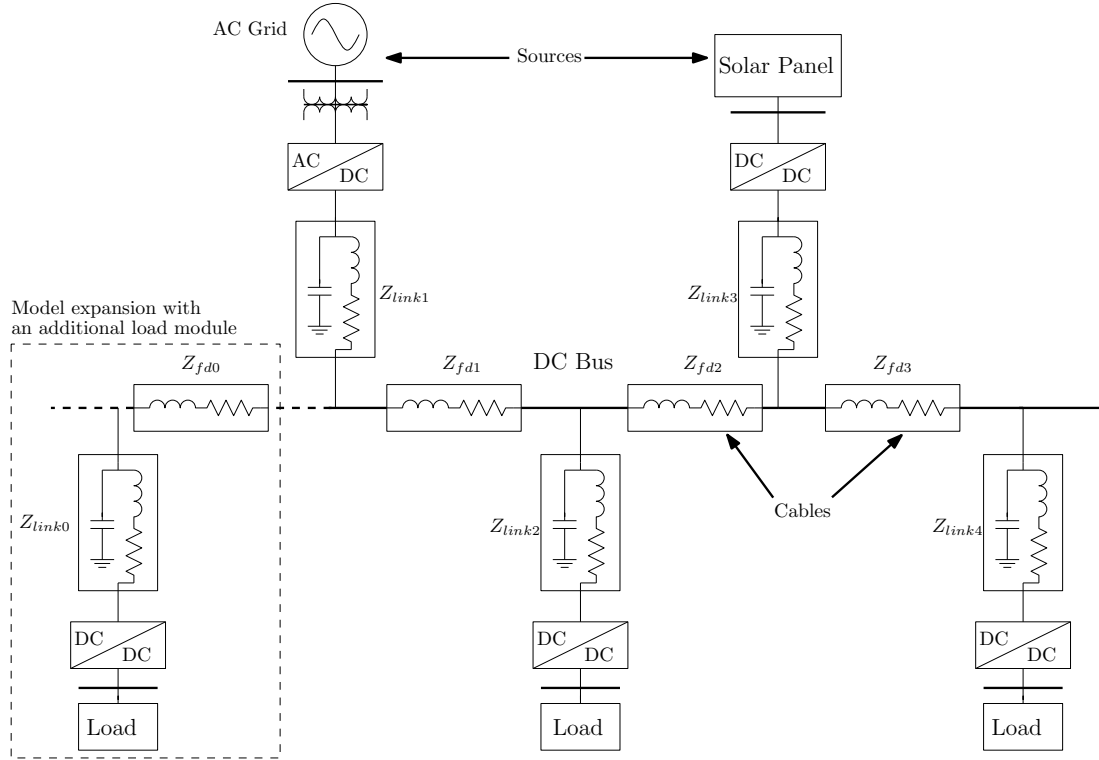 AC Grid
Sources
Solar Panel
AC
DC
DC
DC
Z_{link1}
Z_{link3}
Model expansion with
an additional load module
Z_{fd0}
Z_{fd1}
DC Bus
Z_{fd2}
Z_{fd3}
Z_{link0}
Z_{link2}
Cables
Z_{link4}
DC
DC
DC
DC
DC
DC
Load
Load
Load